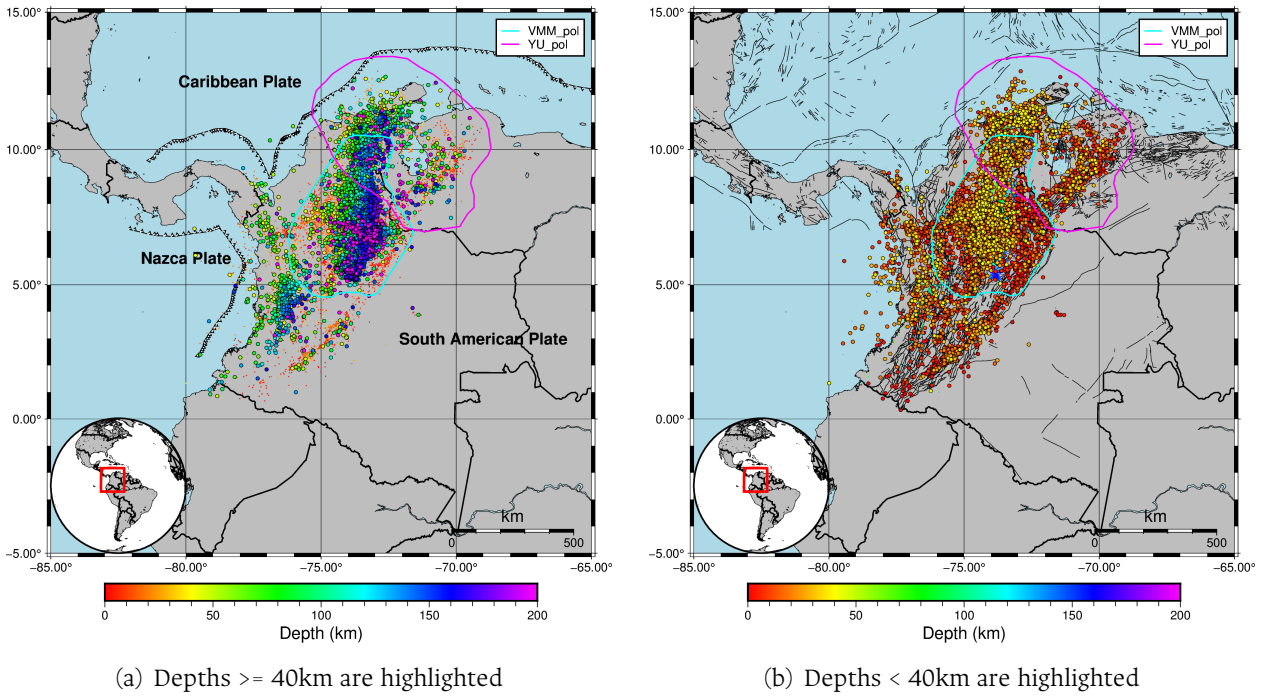 15.00°
10.00°
5.00°
0.00°
−5.00°
−85.00°
−80.00°
−75.00°
−70.00°
−65.00°
VMM_pol
YU_pol
Caribbean Plate
Nazca Plate
South American Plate
km
0
500
0
50
100
150
200
Depth (km)
(a) Depths >= 40km are highlighted
15.00°
10.00°
5.00°
0.00°
−5.00°
−85.00°
−80.00°
−75.00°
−70.00°
−65.00°
VMM_pol
YU_pol
km
0
500
0
50
100
150
200
Depth (km)
(b) Depths < 40km are highlighted